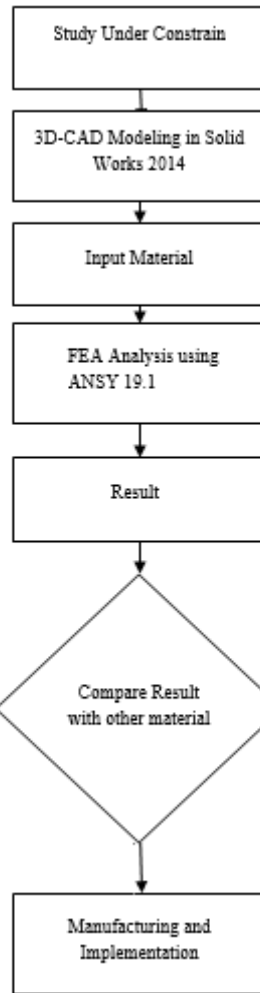 Study Under Constrain
3D-CAD Modeling in Solid
Works 2014
Input Material
FEA Analysis using
ANSY 19.1
Result
Compare Result
with other material
Manufacturing and
Implementation